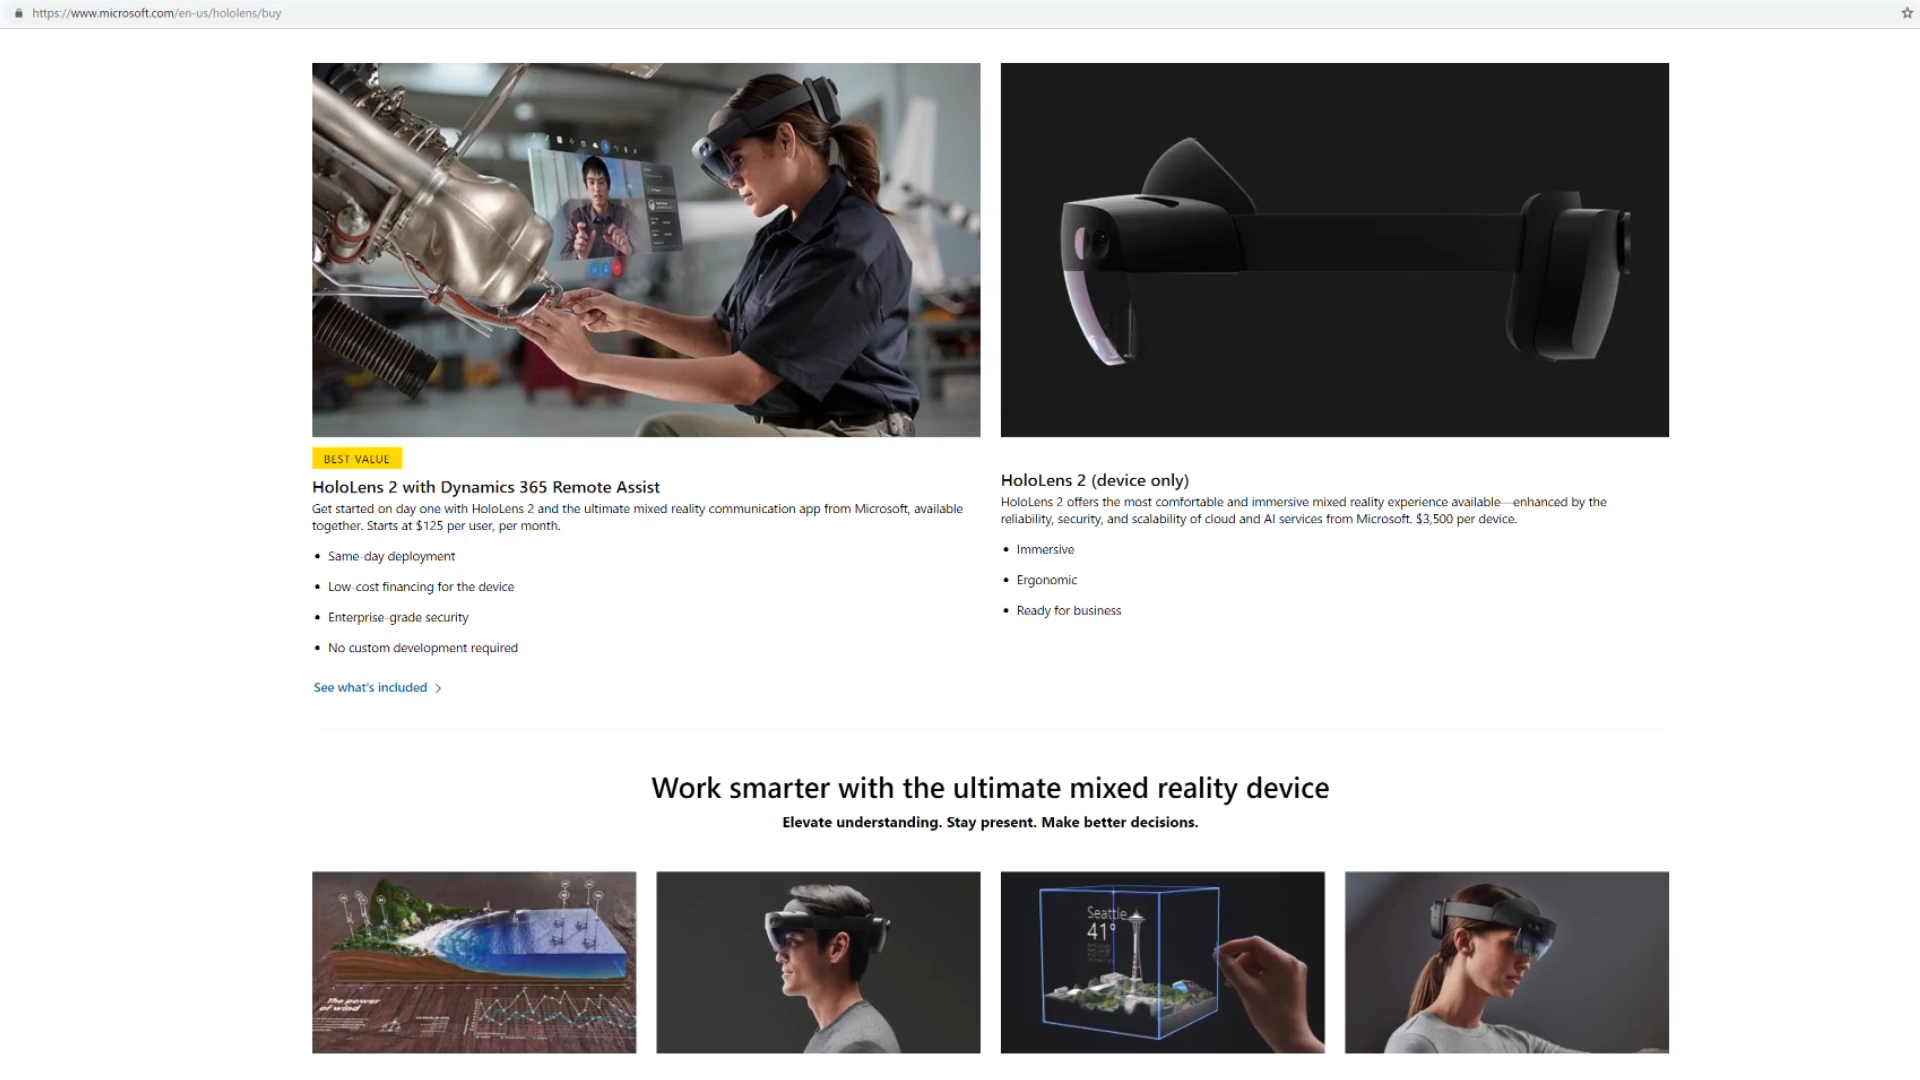 https://www.microsoft.com/en-us/hololens/buy
BEST VALUE
HoloLens 2 with Dynamics 365 Remote Assist
Get started on day one with HoloLens 2 and the ultimate mixed reality communication app from Microsoft, available
together. Starts at $125 per user, per month.
• Same-day deployment
• Low-cost financing for the device
• Enterprise-grade security
• No custom development required
See what's included
HoloLens 2 (device only)
HoloLens 2 offers the most comfortable and immersive mixed reality experience available—enhanced by the
reliability, security, and scalability of cloud and AI services from Microsoft. $3,500 per device.
• Immersive
• Ergonomic
• Ready for business
Work smarter with the ultimate mixed reality device
Elevate understanding. Stay present. Make better decisions.
The power
of wind
Seattle
41°